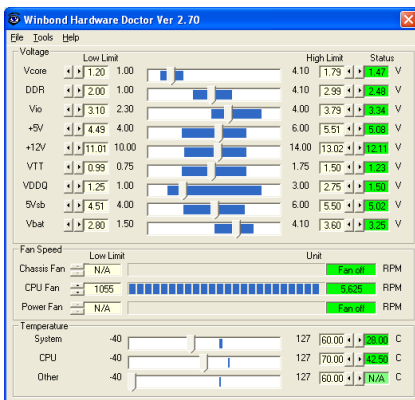 Winbond Hardware Doctor Ver 2.70
File Tools Help
Voltage
Low Limit High Limit Status
Vcore 1.20 1.00 4.10 1.79 1.47 V
DDR 2.00 1.00 4.10 2.99 2.48 V
Vio 3.10 2.30 4.00 3.79 3.34 V
+5V 4.49 4.00 6.00 5.51 5.08 V
+12V 11.01 10.00 14.00 13.02 12.11 V
VTT 0.99 0.75 1.75 1.50 1.23 V
VDDQ 1.25 1.00 3.00 2.75 1.50 V
5Vsb 4.51 4.00 6.00 5.50 5.02 V
Vbat 2.80 1.50 4.10 3.60 3.25 V
Fan Speed
Low Limit Unit
Chassis Fan N/A Fan off RPM
CPU Fan 1055 5,625 RPM
Power Fan N/A Fan off RPM
Temperature
System -40 127 60.00 28.00 C
CPU -40 127 70.00 42.50 C
Other -40 127 60.00 N/A C